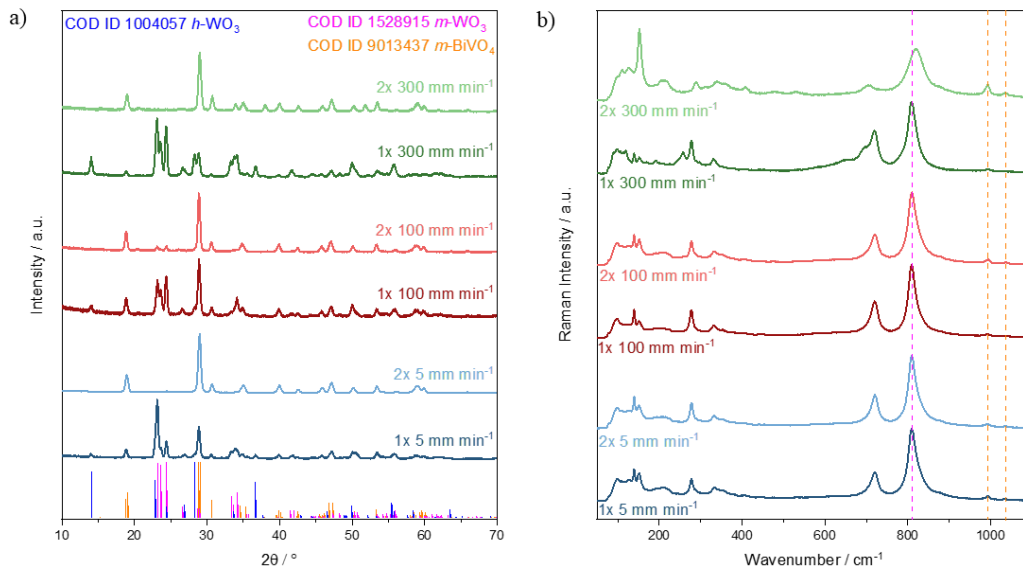 a)
COD ID 1004057 h-WO₃
COD ID 1528915 m-WO₃
COD ID 9013437 m-BiVO₄
2x 300 mm min⁻¹
1x 300 mm min⁻¹
2x 100 mm min⁻¹
1x 100 mm min⁻¹
2x 5 mm min⁻¹
1x 5 mm min⁻¹
Intensity / a.u.
10 20 30 40 50 60 70
2θ / °
b)
2x 300 mm min⁻¹
1x 300 mm min⁻¹
2x 100 mm min⁻¹
1x 100 mm min⁻¹
2x 5 mm min⁻¹
1x 5 mm min⁻¹
Raman Intensity / a.u.
200 400 600 800 1000
Wavenumber / cm⁻¹